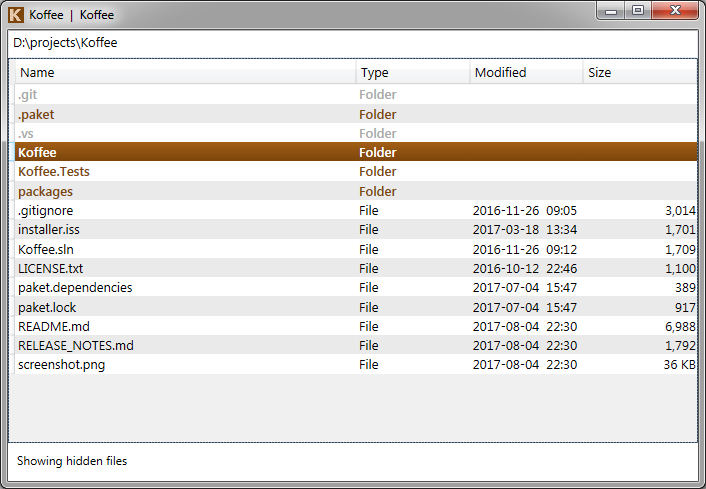 K Koffee | Koffee
D:\projects\Koffee
Name Type Modified Size
.git Folder
.paket Folder
.vs Folder
Koffee Folder
Koffee.Tests Folder
packages Folder
.gitignore File 2016-11-26 09:05 3,014
installer.iss File 2017-03-18 13:34 1,701
Koffee.sln File 2016-11-26 09:12 1,709
LICENSE.txt File 2016-10-12 22:46 1,100
paket.dependencies File 2017-07-04 15:47 389
paket.lock File 2017-07-04 15:47 917
README.md File 2017-08-04 22:30 6,988
RELEASE_NOTES.md File 2017-08-04 22:30 1,792
screenshot.png File 2017-08-04 22:30 36 KB
Showing hidden files